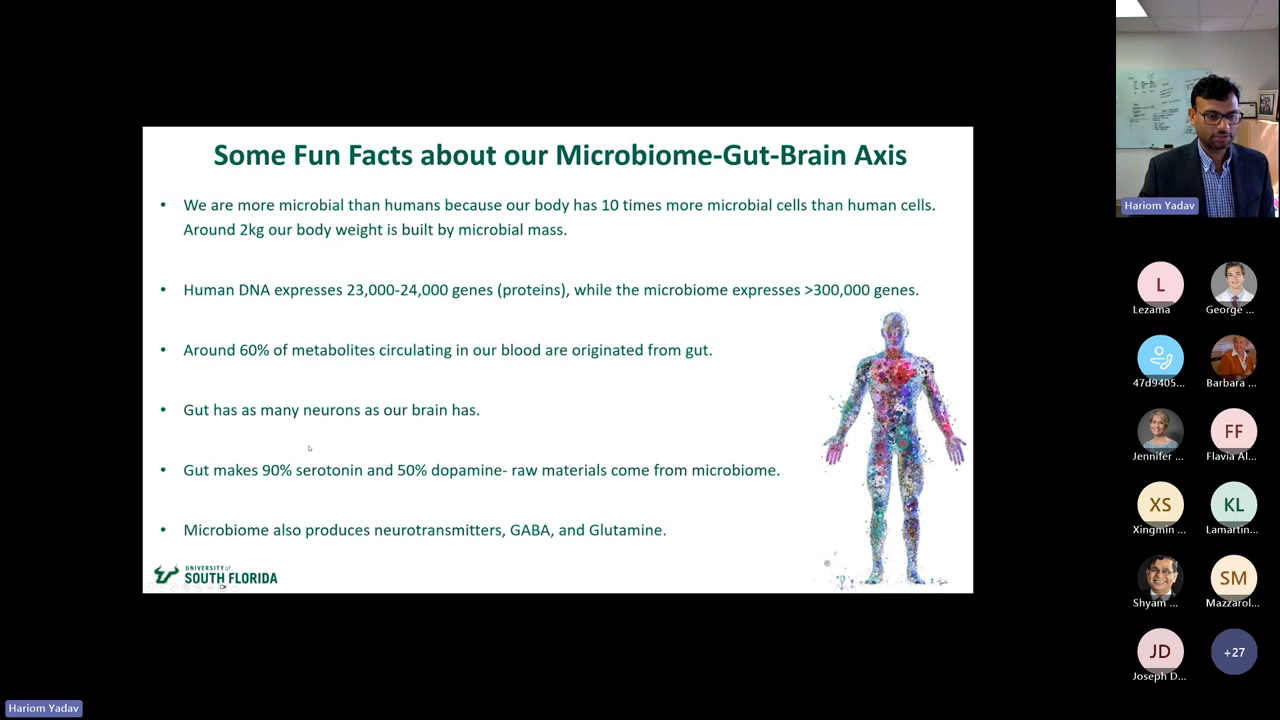 Some Fun Facts about our Microbiome-Gut-Brain Axis
• We are more microbial than humans because our body has 10 times more microbial cells than human cells.
Around 2kg our body weight is built by microbial mass.
• Human DNA expresses 23,000-24,000 genes (proteins), while the microbiome expresses >300,000 genes.
• Around 60% of metabolites circulating in our blood are originated from gut.
• Gut has as many neurons as our brain has.
• Gut makes 90% serotonin and 50% dopamine- raw materials come from microbiome.
• Microbiome also produces neurotransmitters, GABA, and Glutamine.
UNIVERSITY of
SOUTH FLORIDA
Hariom Yadav
L
Lezama
George ...
47d9405...
Barbara ...
Jennifer ...
FF
Flavia Al...
XS
Xingmin ...
KL
Lamartin...
Shyam ...
SM
Mazzarol...
JD
Joseph D...
+27
Hariom Yadav